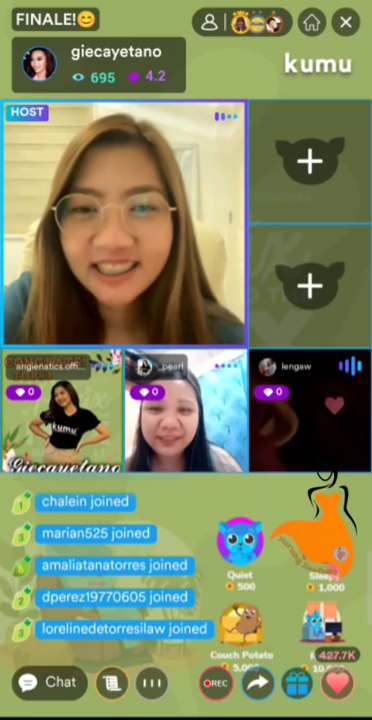 FINALE!😊
giecayetano
695 4.2
kumu
HOST
angienatics.offi...
_pearl
lengaw
0
0
0
kumu
Giecayetano
chalein joined
marian525 joined
amaliatanatorres joined
dperez19770605 joined
lorelinedetorresilaw joined
Quiet
500
Sleepy
1,000
Couch Potato
5,000
427.7K
Chat
REC